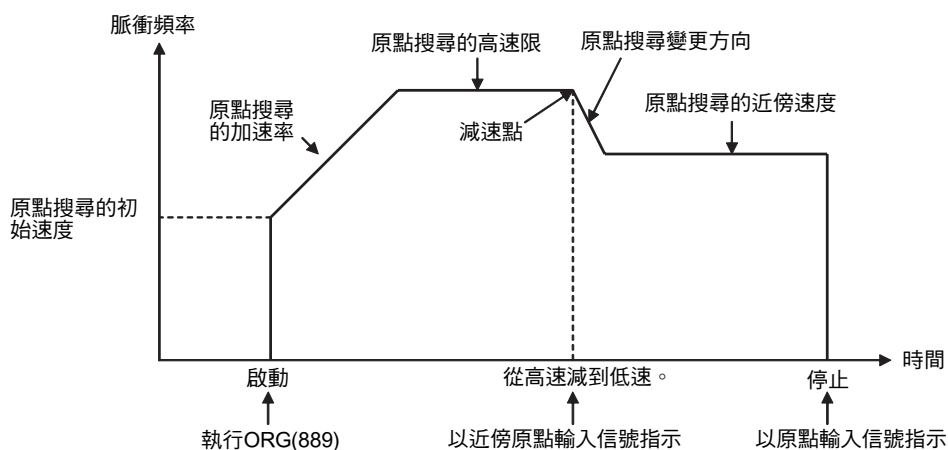 脈衝頻率
原點搜尋的高速限
原點搜尋變更方向
原點搜尋
的加速率
減速點
原點搜尋的近傍速度
原點搜尋的初
始速度
時間
啟動
從高速減到低速。
停止
執行ORG(889)
以近傍原點輸入信號指示
以原點輸入信號指示